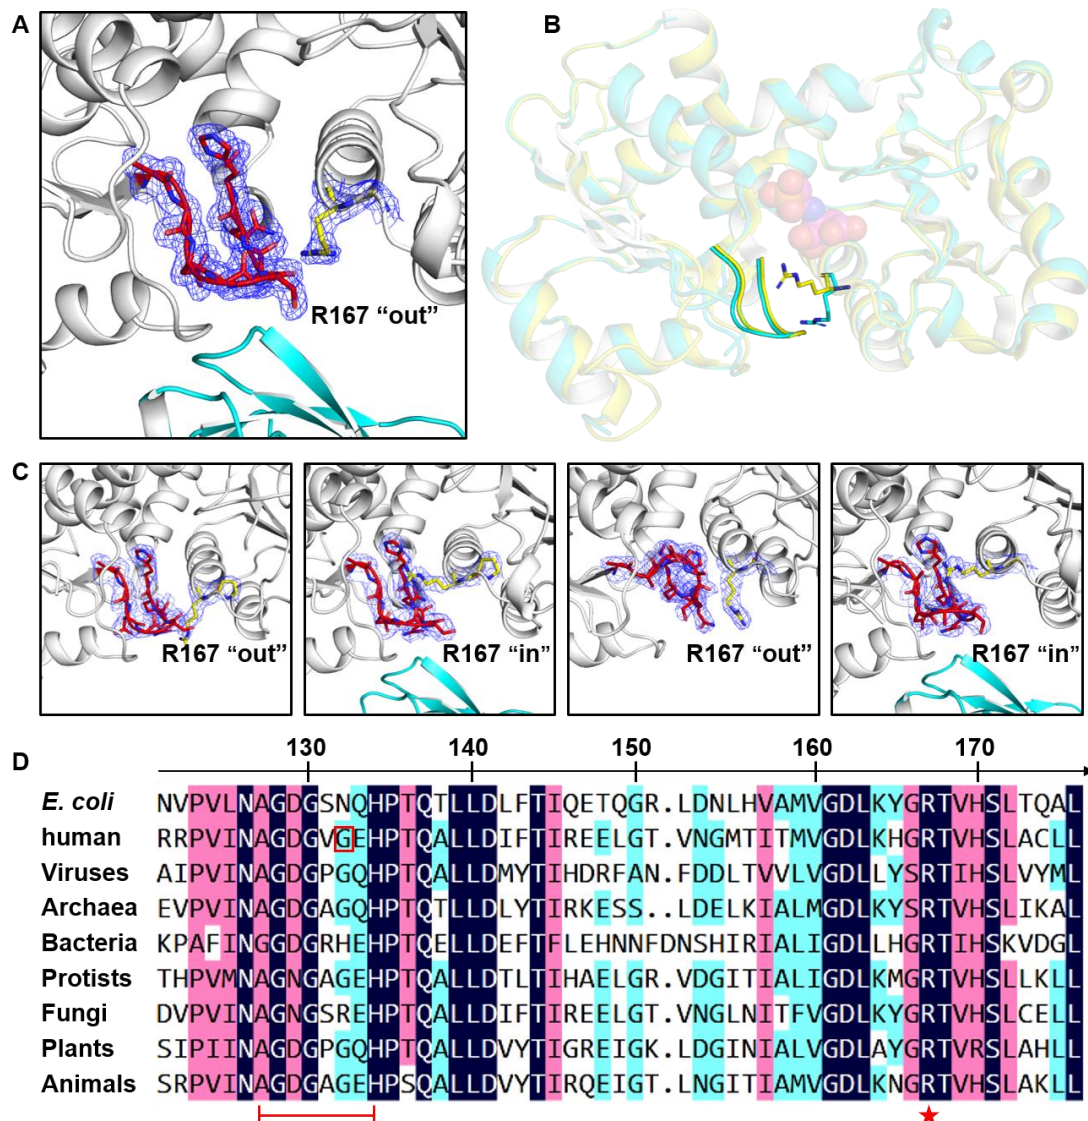 A
B
R167 “out”
C
R167 “out”
R167 “in”
R167 “out”
R167 “in”
D
130 140 150 160 170
E. coli NVPVLNAGDGSNQHPTQTLLDLFTIQETQGR.LDNLHVAMVGDLKYGRTVHSLTQAL
human RRPVINAGDGVGEHPTQALLDIFTIREELGT.VNGMTITMVGDLKHGRTVHSLACLL
Viruses AIPVINAGDGPGQHPTQALLDMYTIHDRFAN.FDDLTVVLVGDLLYSRTIHSLVYML
Archaea EVPVINAGDGAGQHPTQTLLDLYTIRKESS..LDELKIALMGDLKYSRTVHSLIKAL
Bacteria KPAFINGGDGRHEHPTQELLDEFTFLEHNNFDNSHIRIALIGDLLHGRTIHSKVDGL
Protists THPVMNAGNGAGEHPTQALLDTLTIHAELGR.VDGITIALIGDLKMGRTVHSLLKLL
Fungi DVPVINAGNGSREHPTQALLDIFTIREELGT.VNGLNITFVGDLKYGRTVHSLCELL
Plants SIPIINAGDGPGQHPTQALLDVYTIGREIGK.LDGINIALVGDLAYGRTVRSLAHLL
Animals SRPVINAGDGAGEHPSQALLDVYTIRQEIGT.LNGITIAMVGDLKNGRTVHSLAKLL